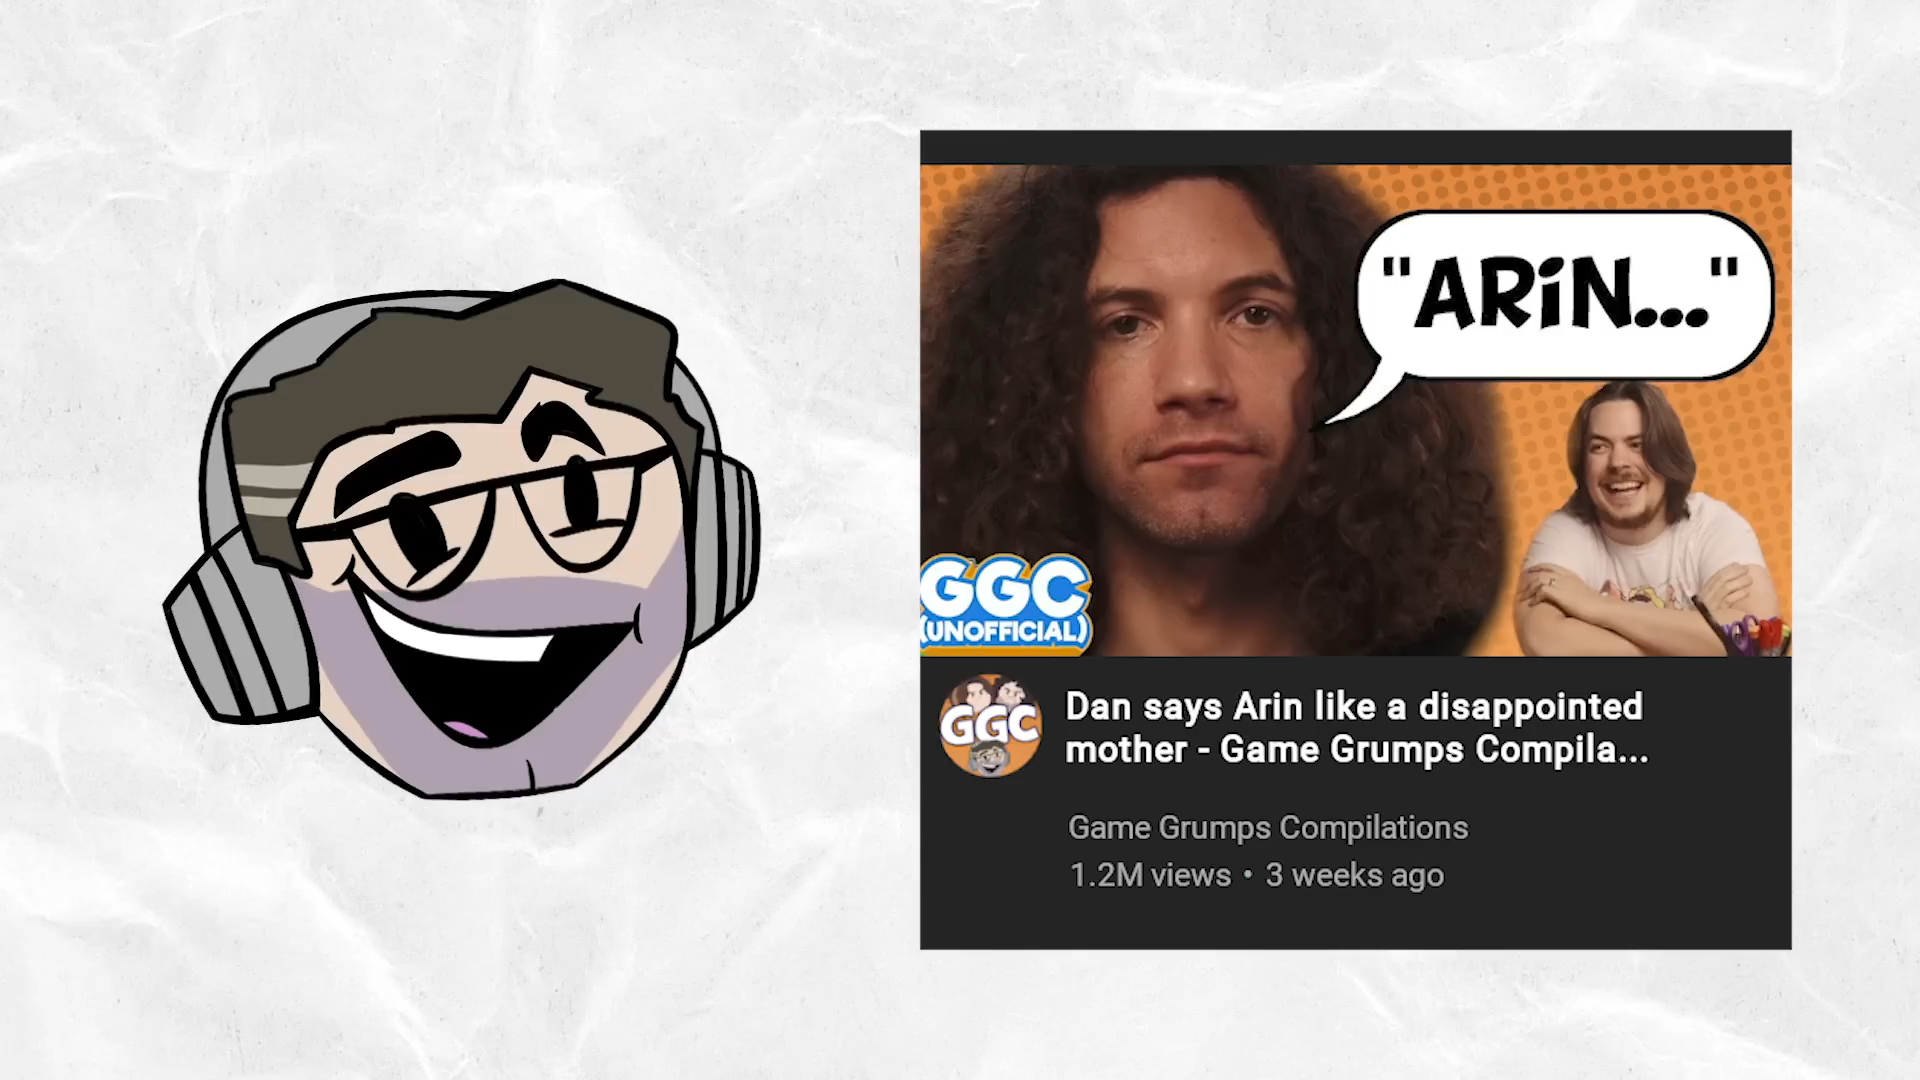 "ARiN..."
GGC
(UNOFFICIAL)
GGC
Dan says Arin like a disappointed
mother - Game Grumps Compila...
Game Grumps Compilations
1.2M views • 3 weeks ago